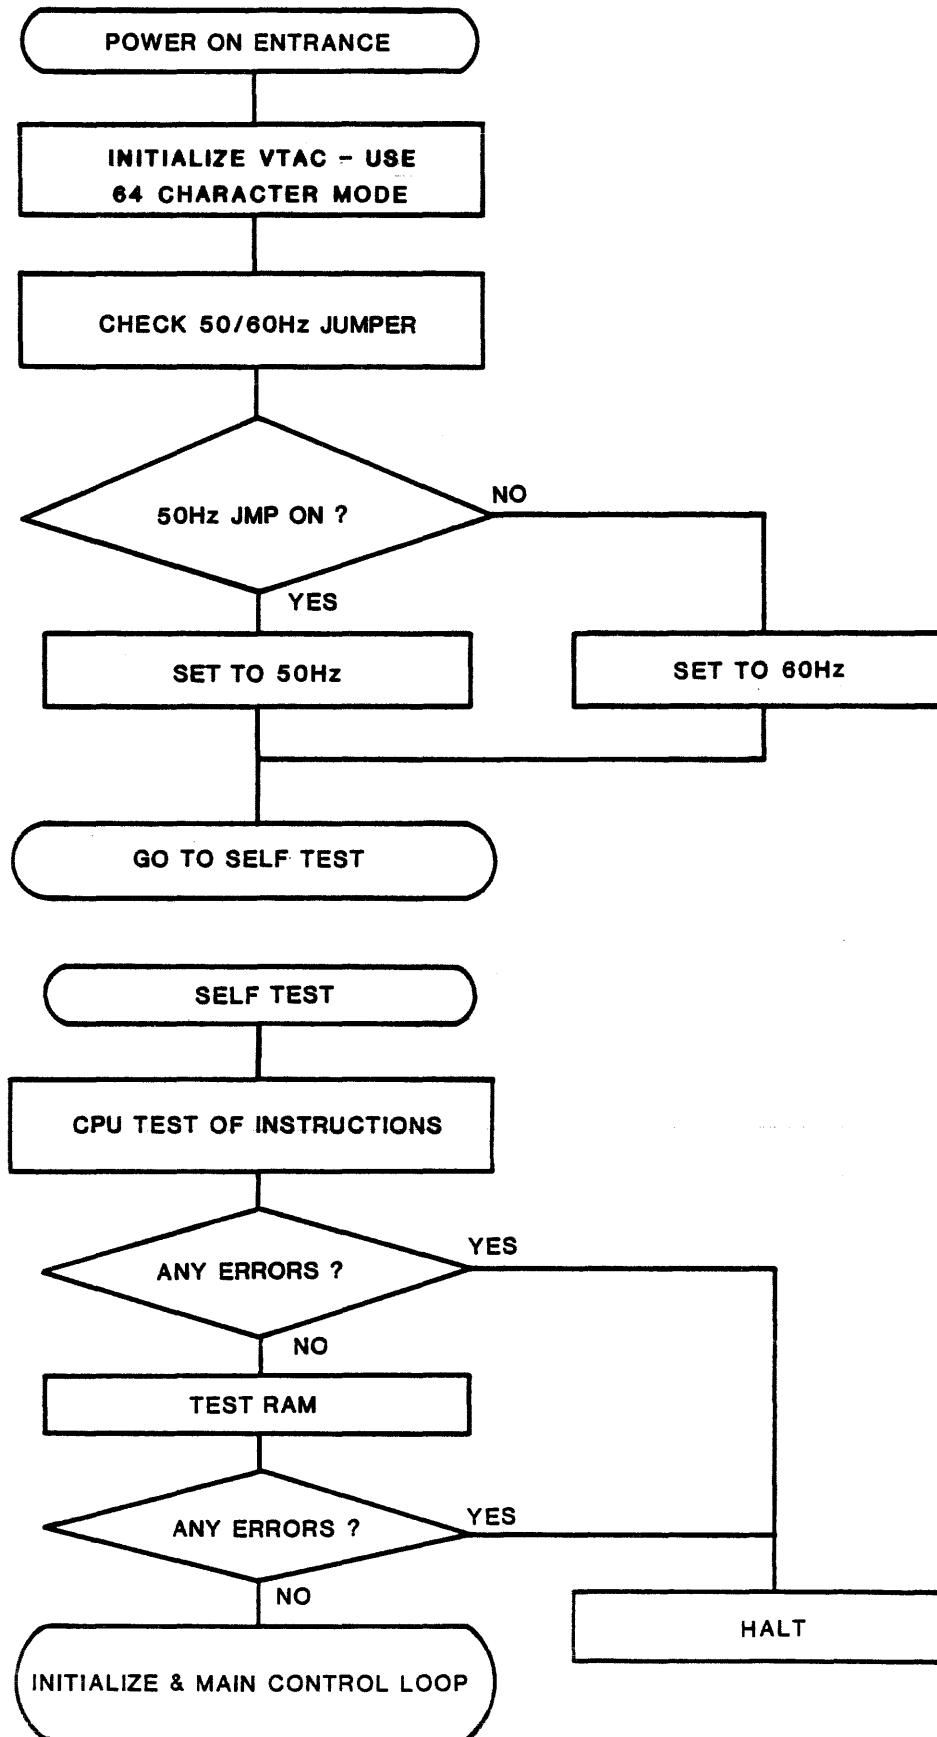 POWER ON ENTRANCE
INITIALIZE VTAC - USE
64 CHARACTER MODE
CHECK 50/60Hz JUMPER
50Hz JMP ON ?
NO
YES
SET TO 50Hz
SET TO 60Hz
GO TO SELF TEST
SELF TEST
CPU TEST OF INSTRUCTIONS
ANY ERRORS ?
YES
NO
TEST RAM
ANY ERRORS ?
YES
NO
HALT
INITIALIZE & MAIN CONTROL LOOP